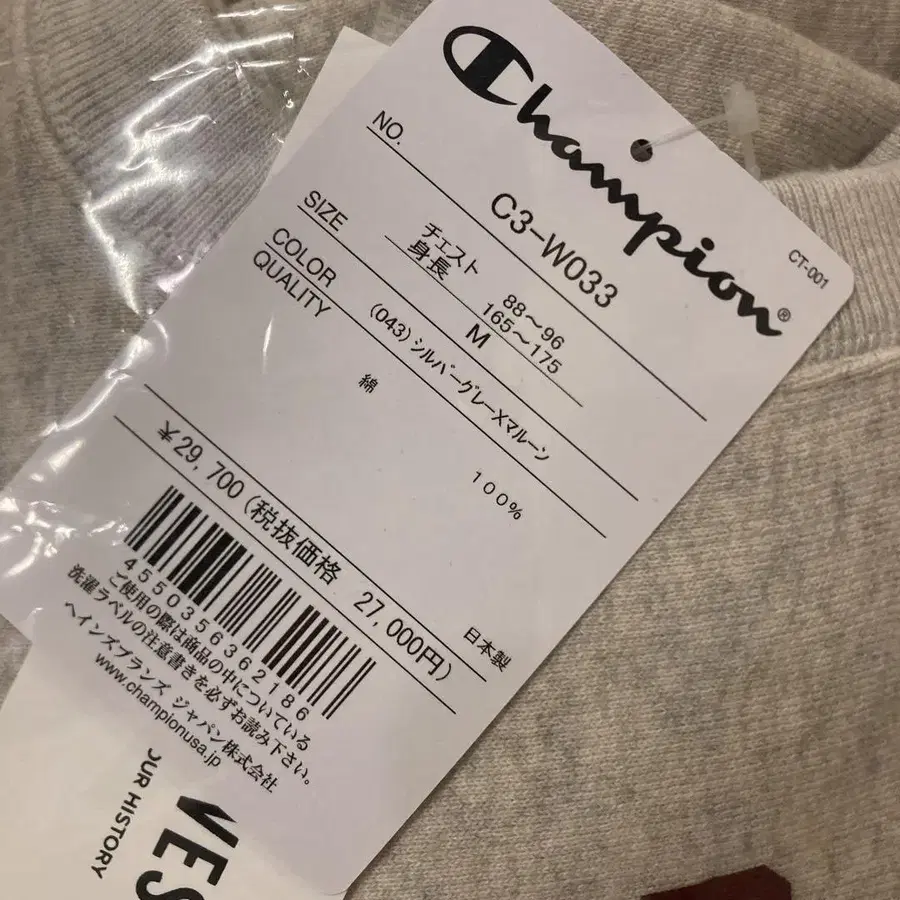 Champion®
CT-001
NO. C3-W033
SIZE チェスト 88～96
身長 165～175
M
COLOR (043)シルバーグレーXマルーン
QUALITY 綿 100%
日本製
¥29,700(税抜価格 27,000円)
4550356362186
ご使用の際は商品の中についている
洗濯ラベルの注意書きを必ずお読み下さい。
ヘインズブランズ ジャパン株式会社
www.championusa.jp
OUR HISTORY